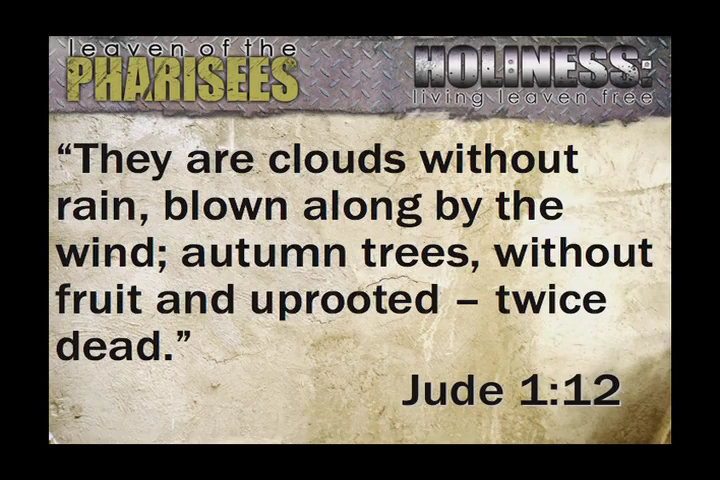 leaven of the
PHARISEES
HOLINESS:
living leaven free
“They are clouds without
rain, blown along by the
wind; autumn trees, without
fruit and uprooted – twice
dead.”
Jude 1:12